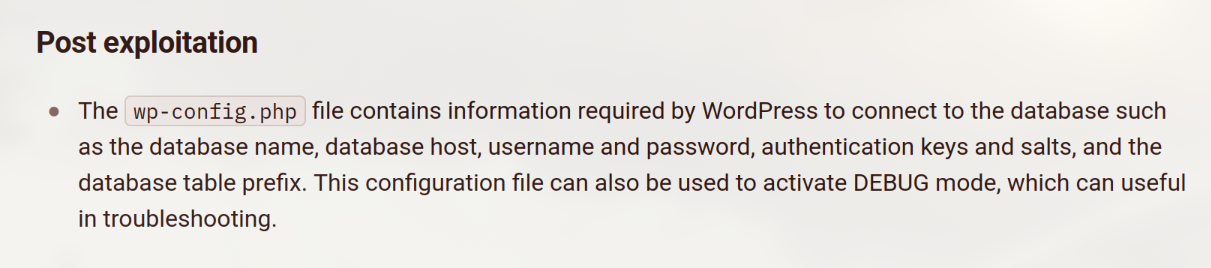 Post exploitation
The wp-config.php file contains information required by WordPress to connect to the database such
as the database name, database host, username and password, authentication keys and salts, and the
database table prefix. This configuration file can also be used to activate DEBUG mode, which can useful
in troubleshooting.